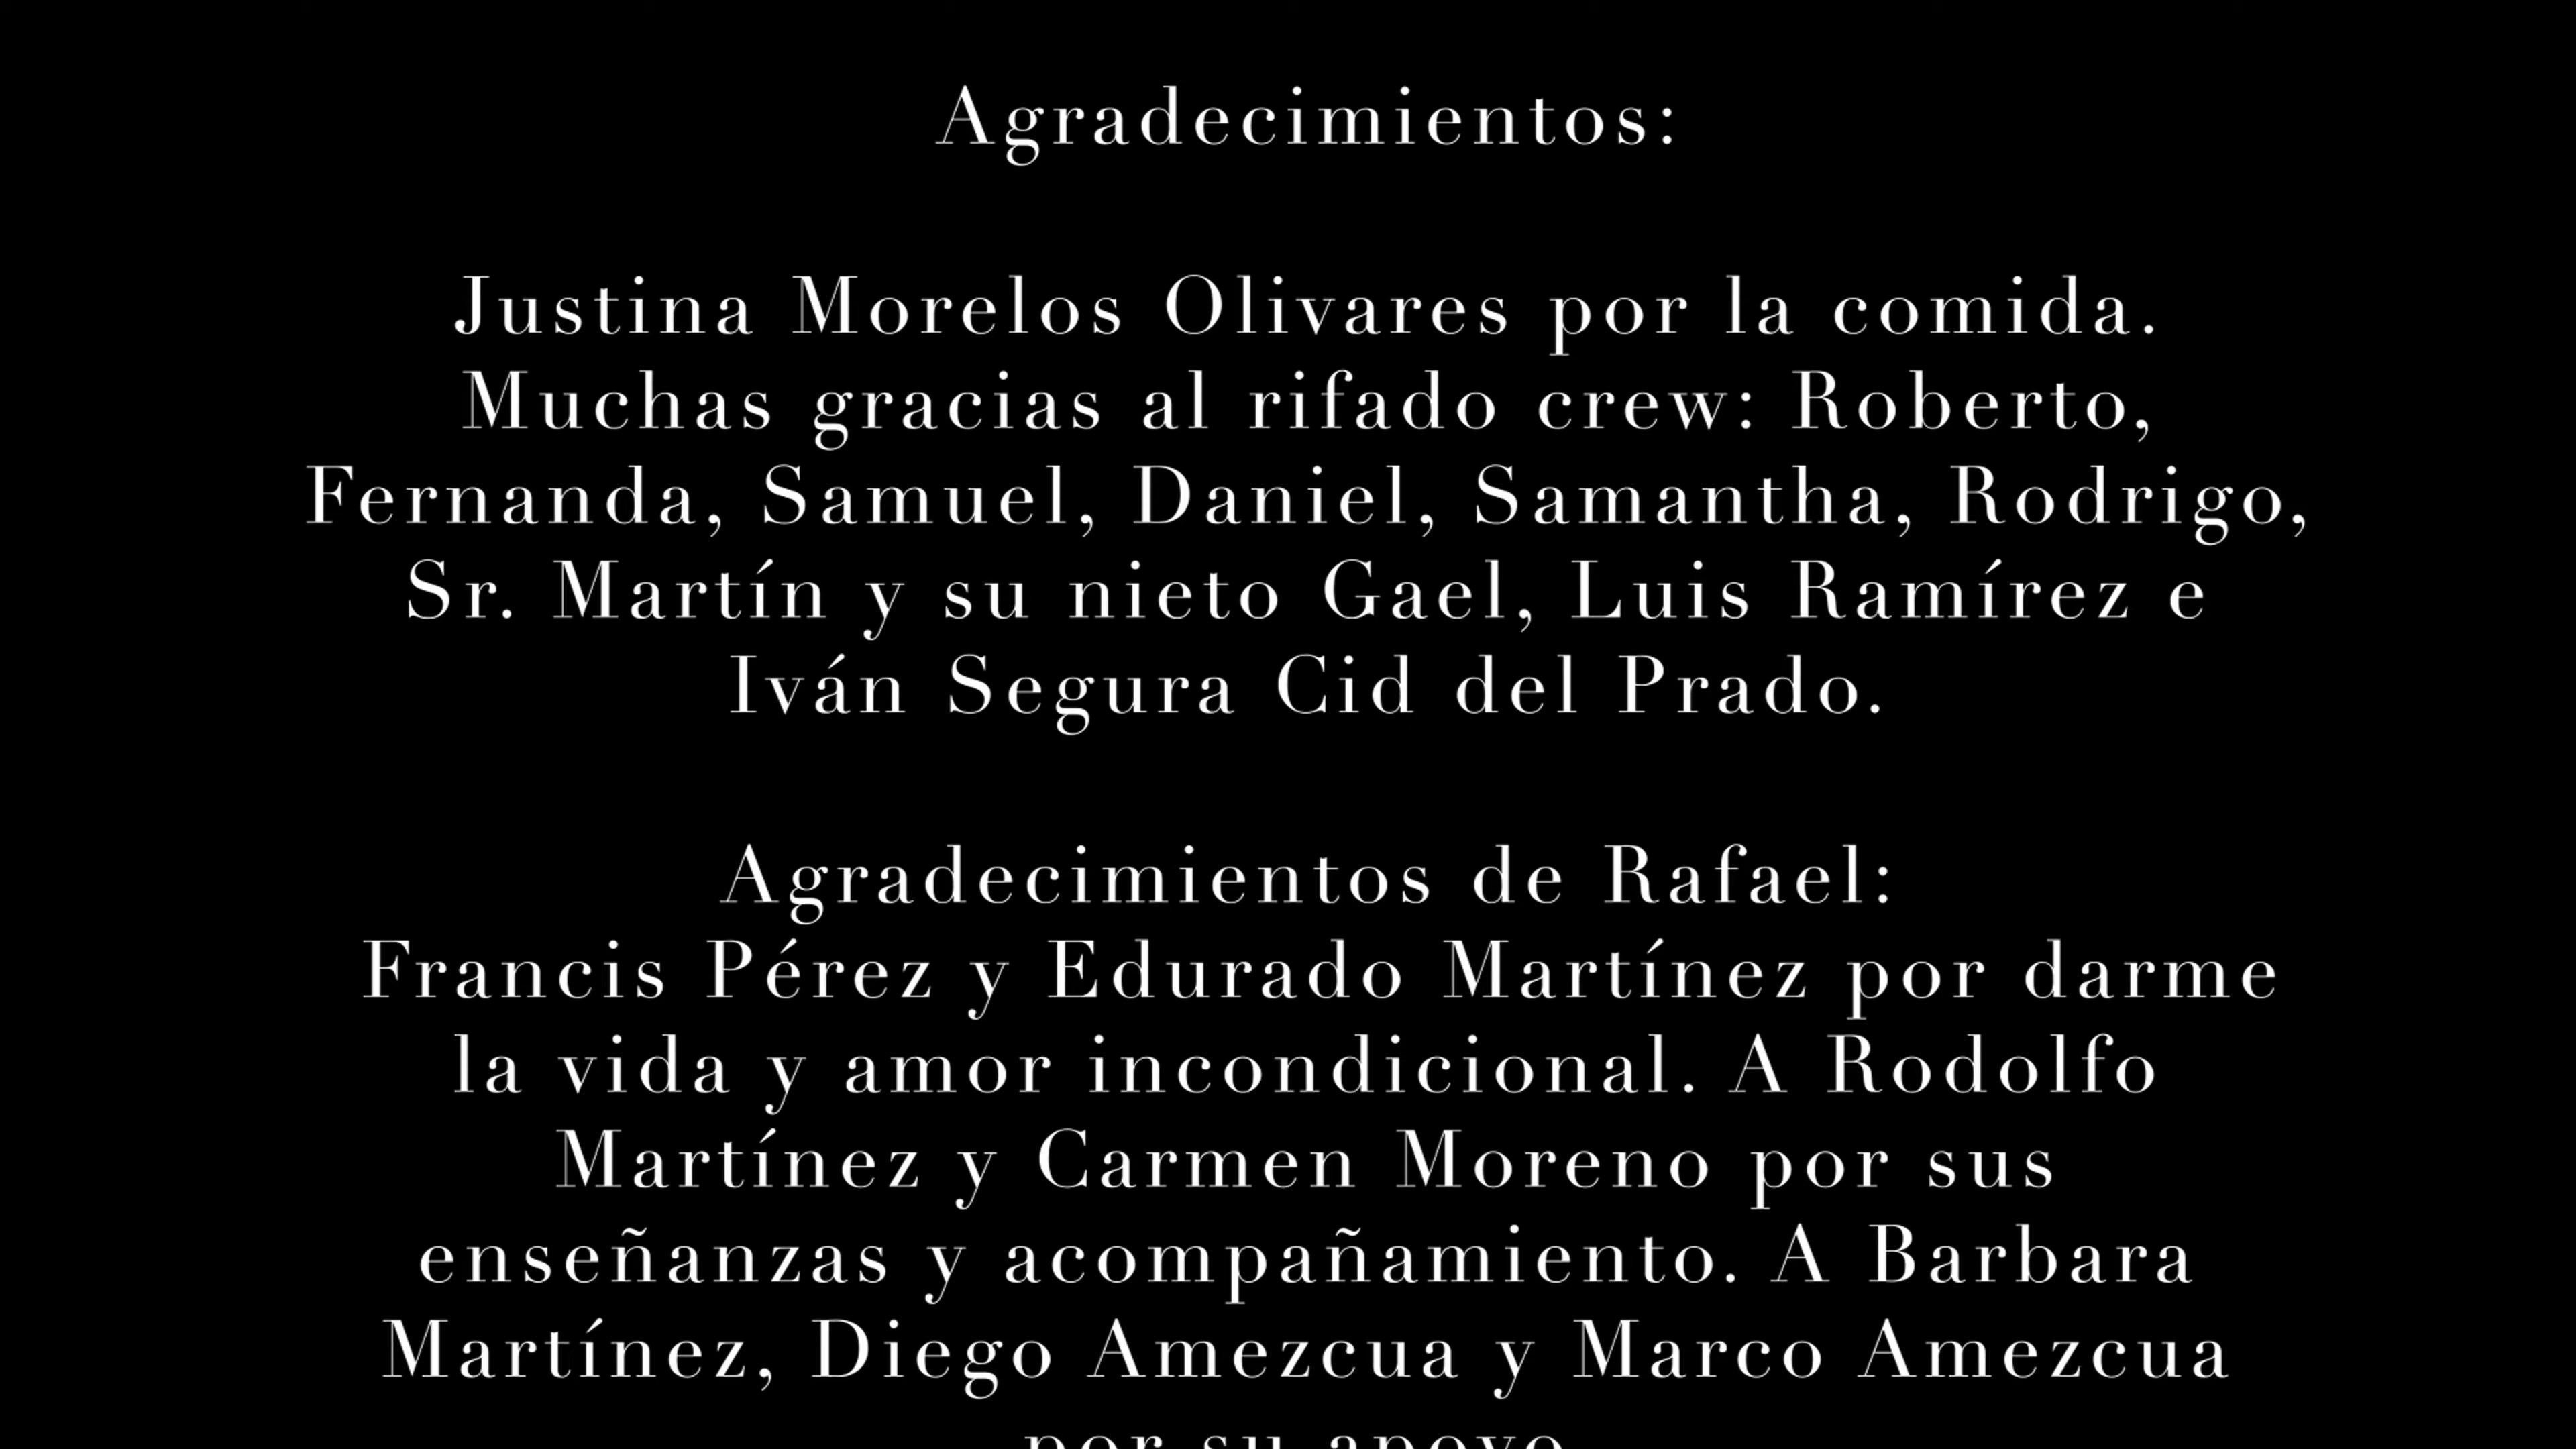 Agradecimientos:
Justina Morelos Olivares por la comida.
Muchas gracias al rifado crew: Roberto,
Fernanda, Samuel, Daniel, Samantha, Rodrigo,
Sr. Martín y su nieto Gael, Luis Ramírez e
Iván Segura Cid del Prado.
Agradecimientos de Rafael:
Francis Pérez y Edurado Martínez por darme
la vida y amor incondicional. A Rodolfo
Martínez y Carmen Moreno por sus
enseñanzas y acompañamiento. A Barbara
Martínez, Diego Amezcua y Marco Amezcua
por su apoyo